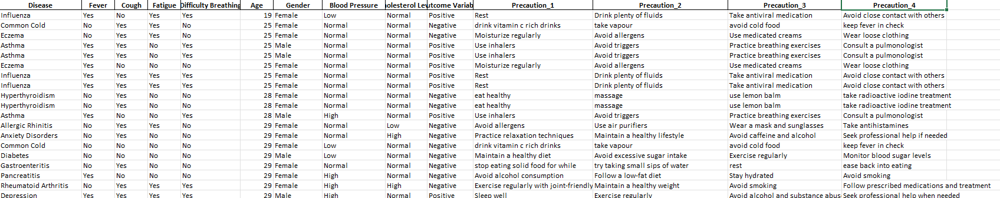 Disease Fever Cough Fatigue Difficulty Breathing Age Gender Blood Pressure olesterol Lev utcome Variab Precaution_1 Precaution_2 Precaution_3 Precaution_4
Influenza Yes No Yes Yes 19 Female Low Normal Positive Rest Drink plenty of fluids Take antiviral medication Avoid close contact with others
Common Cold No Yes Yes No 25 Female Normal Normal Negative drink vitamin c rich drinks take vapour avoid cold food keep fever in check
Eczema No Yes Yes No 25 Female Normal Normal Negative Moisturize regularly Avoid allergens Use medicated creams Wear loose clothing
Asthma Yes Yes No Yes 25 Male Normal Normal Positive Use inhalers Avoid triggers Practice breathing exercises Consult a pulmonologist
Asthma Yes Yes No Yes 25 Male Normal Normal Positive Use inhalers Avoid triggers Practice breathing exercises Consult a pulmonologist
Eczema Yes No No No 25 Female Normal Normal Positive Moisturize regularly Avoid allergens Use medicated creams Wear loose clothing
Influenza Yes Yes Yes Yes 25 Female Normal Normal Positive Rest Drink plenty of fluids Take antiviral medication Avoid close contact with others
Influenza Yes Yes Yes Yes 25 Female Normal Normal Positive Rest Drink plenty of fluids Take antiviral medication Avoid close contact with others
Hyperthyroidism No Yes No No 28 Female Normal Normal Negative eat healthy massage use lemon balm take radioactive iodine treatment
Hyperthyroidism No Yes No No 28 Female Normal Normal Negative eat healthy massage use lemon balm take radioactive iodine treatment
Asthma Yes No No Yes 28 Male High Normal Positive Use inhalers Avoid triggers Practice breathing exercises Consult a pulmonologist
Allergic Rhinitis No Yes Yes No 29 Female Normal Low Negative Avoid allergens Use air purifiers Wear a mask and sunglasses Take antihistamines
Anxiety Disorders No Yes Yes No 29 Female Normal High Negative Practice relaxation techniques Maintain a healthy lifestyle Avoid caffeine and alcohol Seek professional help if needed
Common Cold No No No No 29 Female Low Normal Negative drink vitamin c rich drinks take vapour avoid cold food keep fever in check
Diabetes No No No No 29 Male Low Normal Negative Maintain a healthy diet Avoid excessive sugar intake Exercise regularly Monitor blood sugar levels
Gastroenteritis No Yes No No 29 Female Normal Normal Negative stop eating solid food for while try taking small sips of water rest ease back into eating
Pancreatitis Yes No No No 29 Female High Normal Negative Avoid alcohol consumption Follow a low-fat diet Stay hydrated Avoid smoking
Rheumatoid Arthritis No Yes Yes Yes 29 Female High High Negative Exercise regularly with joint-friendly Maintain a healthy weight Avoid smoking Follow prescribed medications and treatment
Depression Yes Yes Yes Yes 29 Male High Normal Positive Sleep well Exercise regularly Avoid alcohol and substance abus Seek professional help when needed